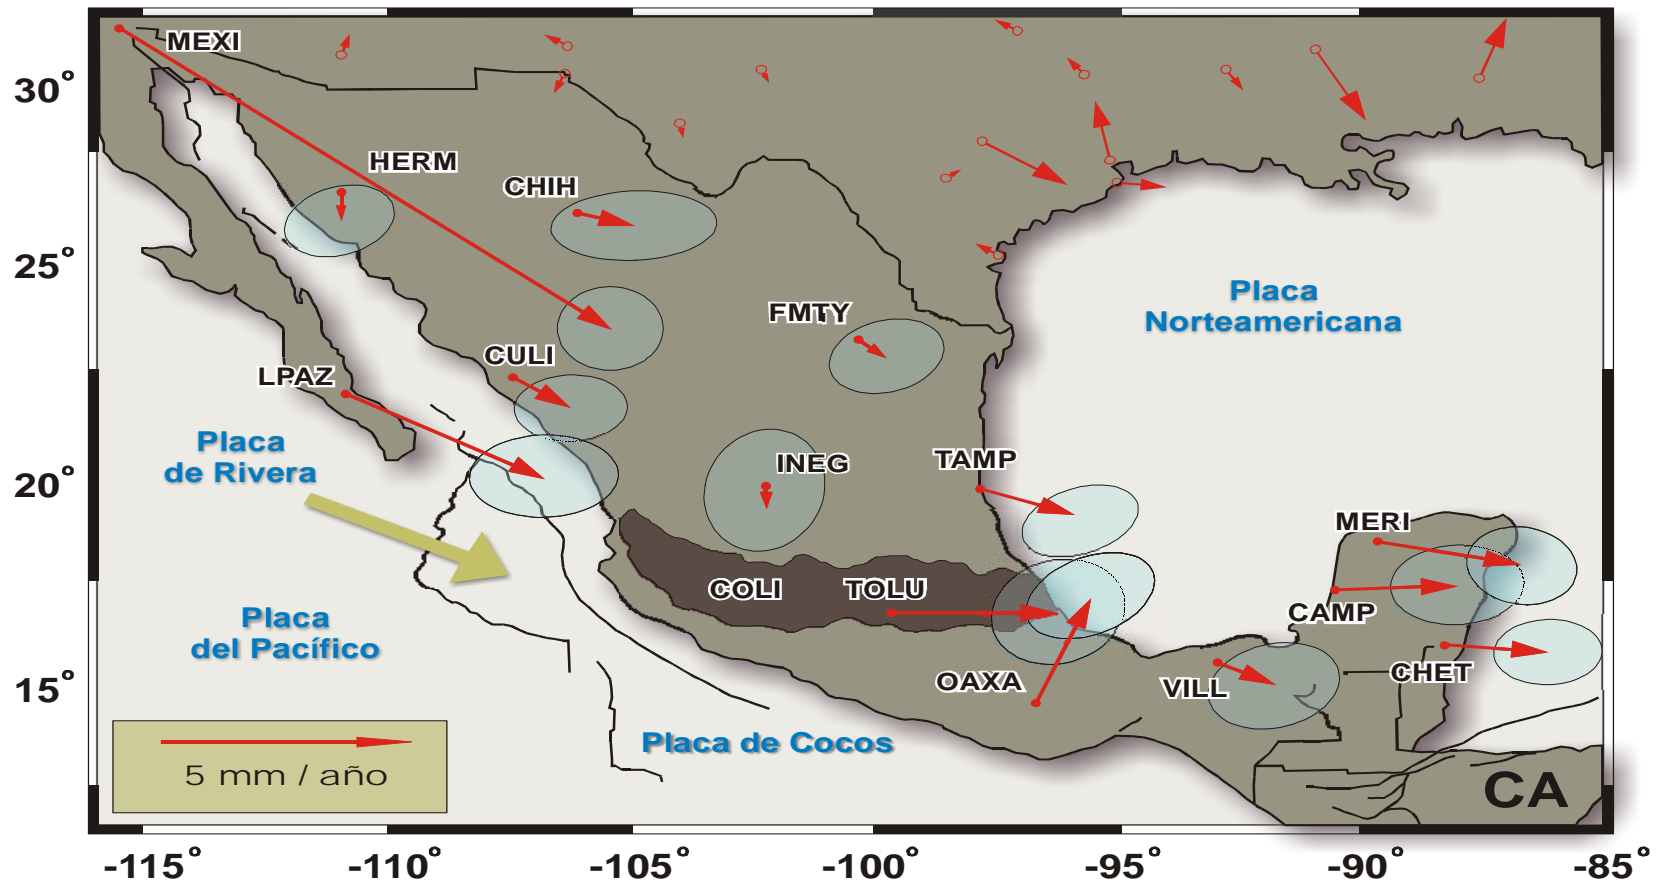 MEXI
30°
HERM
CHIH
25°
Placa
Norteamericana
FMTY
CULI
LPAZ
Placa
de Rivera
INEG
TAMP
20°
MERI
COLI
TOLU
CAMP
Placa
del Pacífico
OAXA
VILL
CHET
15°
Placa de Cocos
5 mm / año
CA
-115°
-110°
-105°
-100°
-95°
-90°
-85°